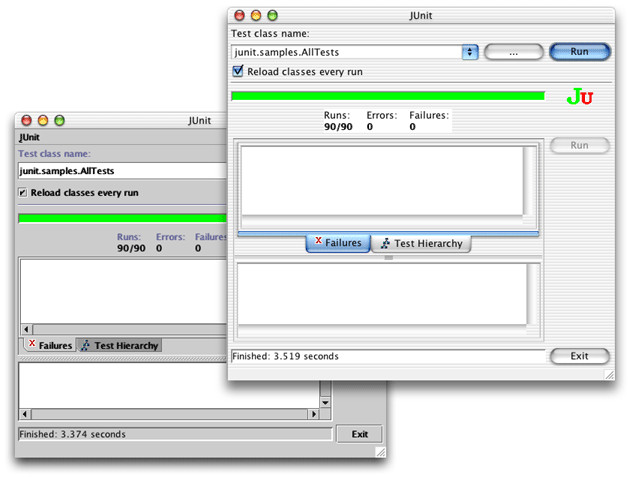 JUnit
Test class name:
junit.samples.AllTests
...
Run
Reload classes every run
JU
Runs: Errors: Failures:
90/90 0 0
Run
Failures
Test Hierarchy
Finished: 3.519 seconds
Exit
JUnit
JUnit
Test class name:
junit.samples.AllTests
Reload classes every run
Runs: Errors: Failures
90/90 0 0
Failures
Test Hierarchy
Finished: 3.374 seconds
Exit